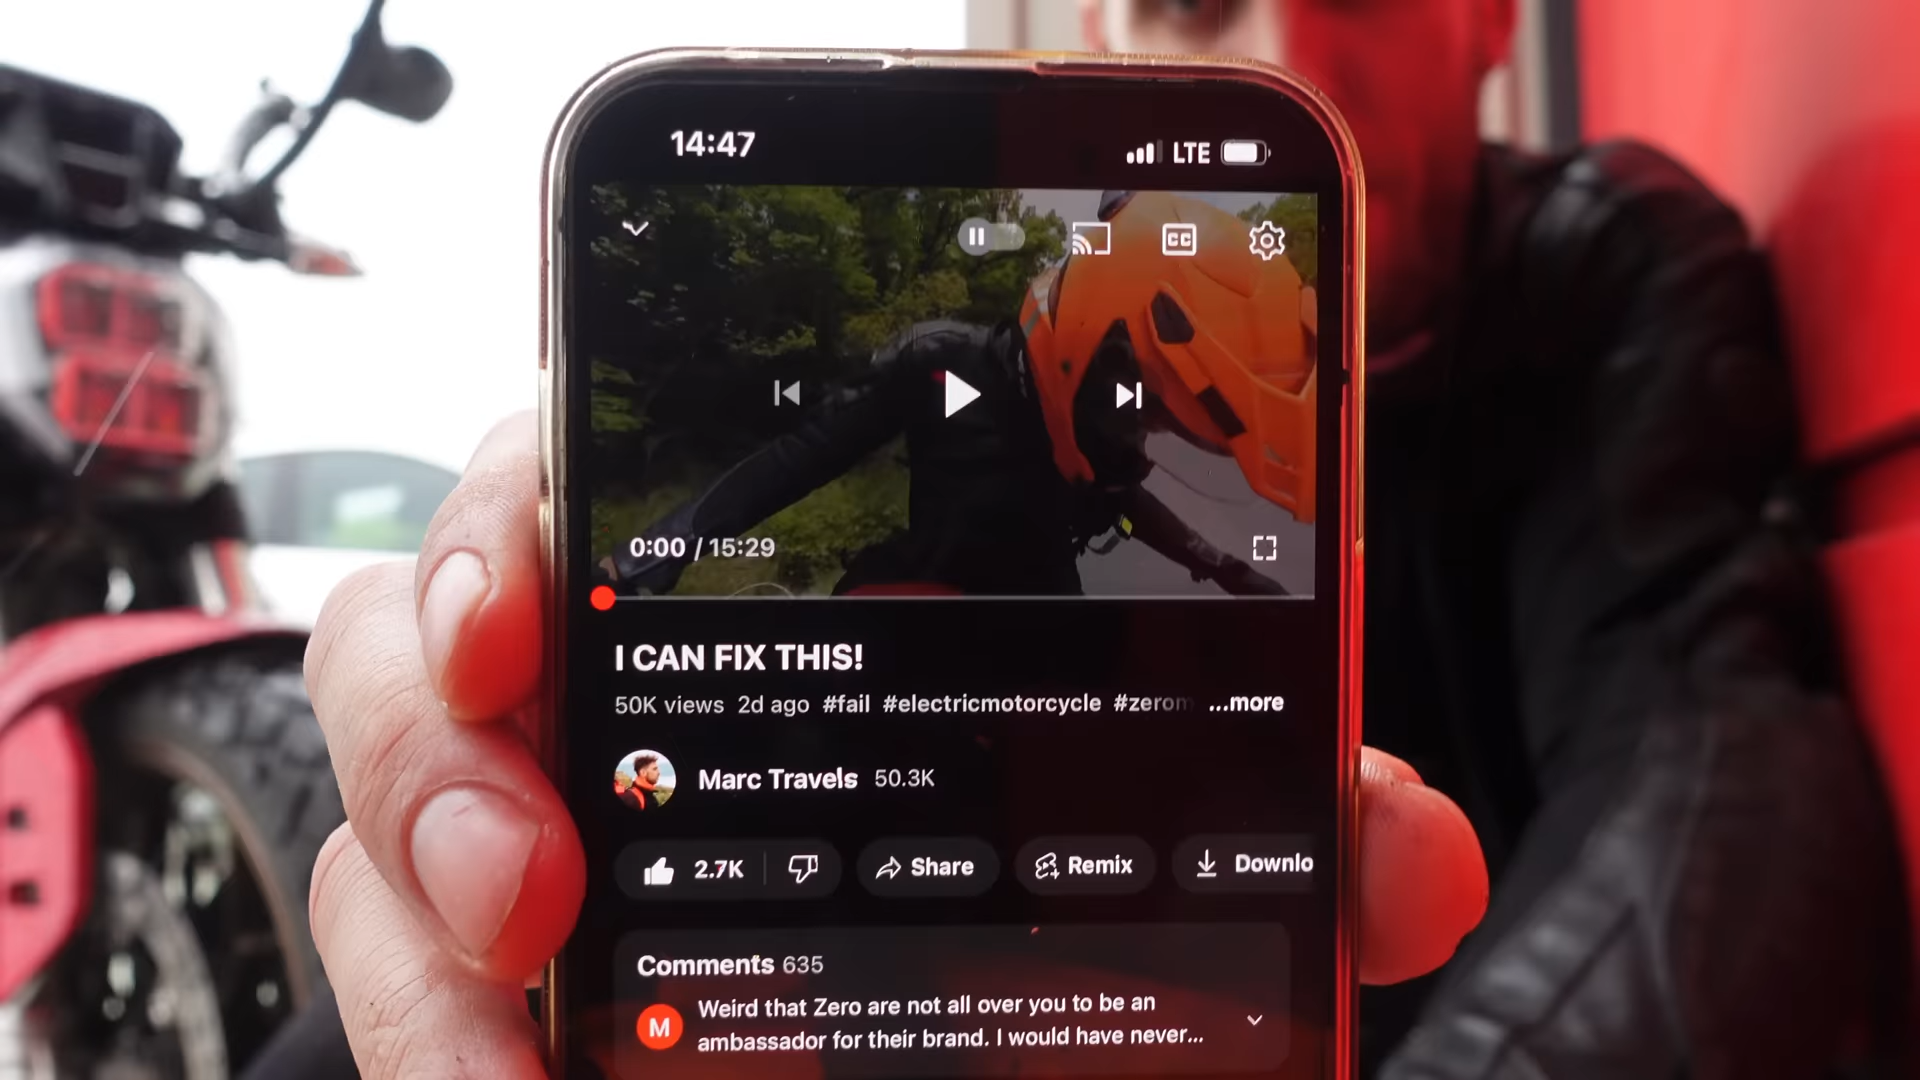 14:47 LTE
CC
0:00 / 15:29
I CAN FIX THIS!
50K views 2d ago #fail #electricmotorcycle #zerom ...more
Marc Travels 50.3K
2.7K Share Remix Downlo
Comments 635
M
Weird that Zero are not all over you to be an
ambassador for their brand. I would have never...